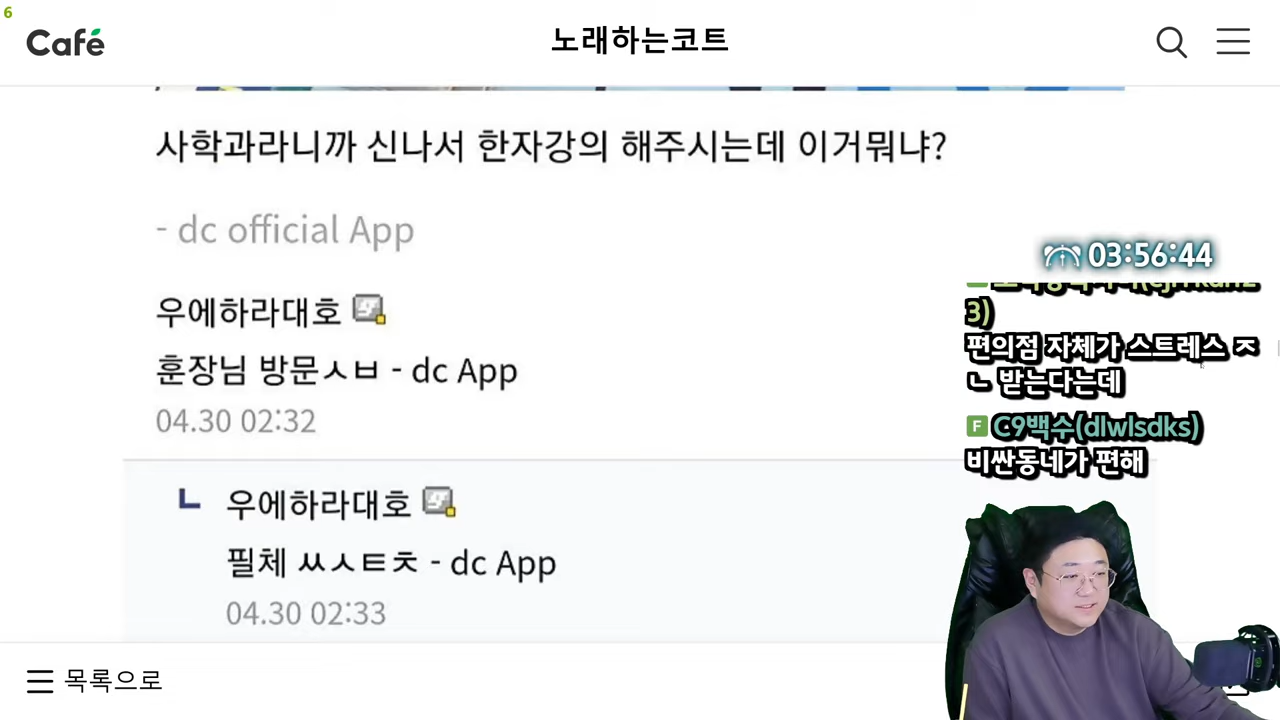 6
Café
노래하는코트
사학과라니까 신나서 한자강의 해주시는데 이거뭐냐?
- dc official App
우에하라대호
훈장님 방문ㅅㅂ - dc App
04.30 02:32
우에하라대호
필체 ㅆㅅㅌㅊ - dc App
04.30 02:33
목록으로
03:56:44
3)
편의점 자체가 스트레스 ㅈ
ㄴ 받는다는데
F C9백수(dlwlsdks)
비싼동네가 편해